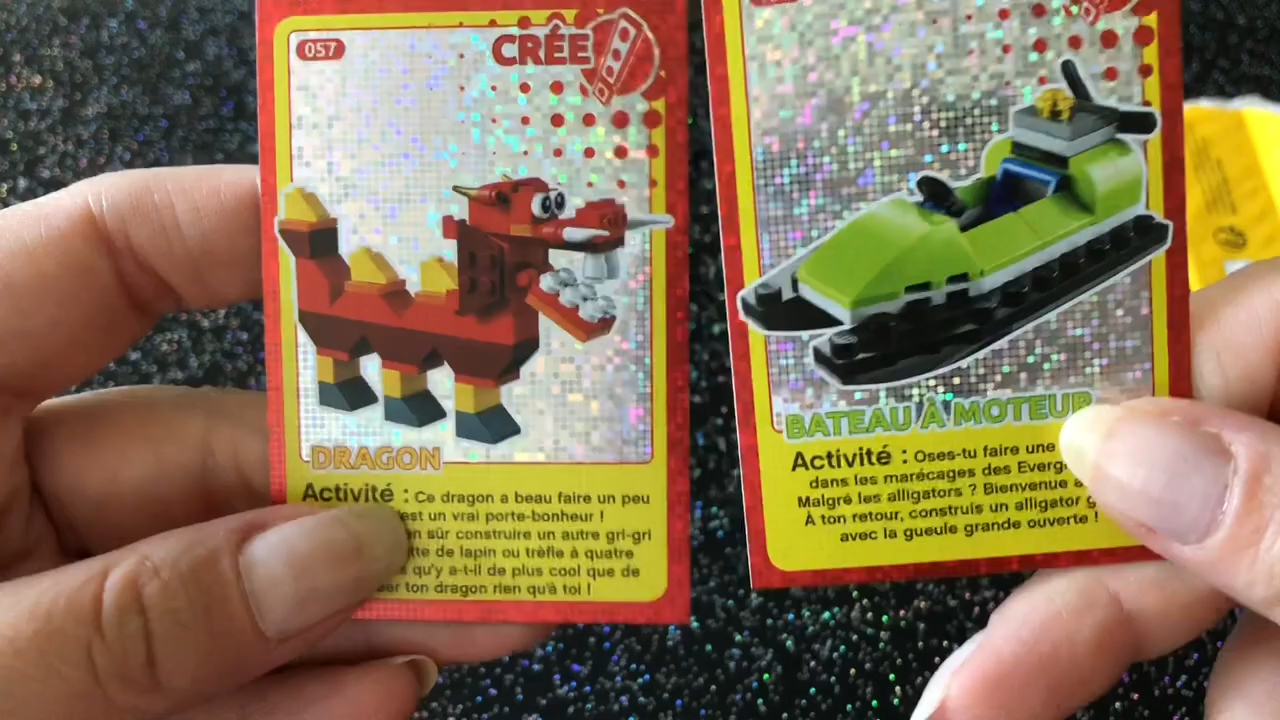 057
CRÉE
DRAGON
Activité : Ce dragon a beau faire un peu
est un vrai porte-bonheur !
sûr construire un autre gri-gri
de lapin ou trèfle à quatre
qu'y a-t-il de plus cool que de
ton dragon rien qu'à toi !
BATEAU À MOTEUR
Activité : Oses-tu faire une
dans les marécages des
Malgré les alligators ? Bienvenue
À ton retour, construis un alligator
avec la gueule grande ouverte !